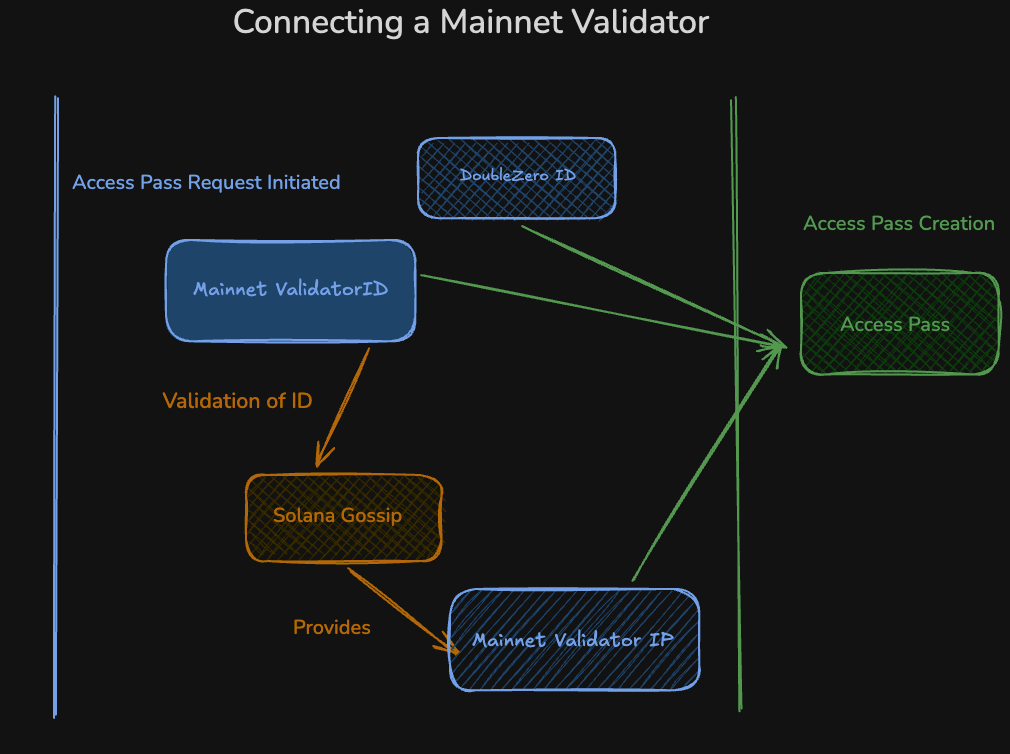 Connecting a Mainnet Validator
DoubleZero ID
Access Pass Request Initiated
Access Pass Creation
Mainnet ValidatorID
Access Pass
Validation of ID
Solana Gossip
Provides
Mainnet Validator IP